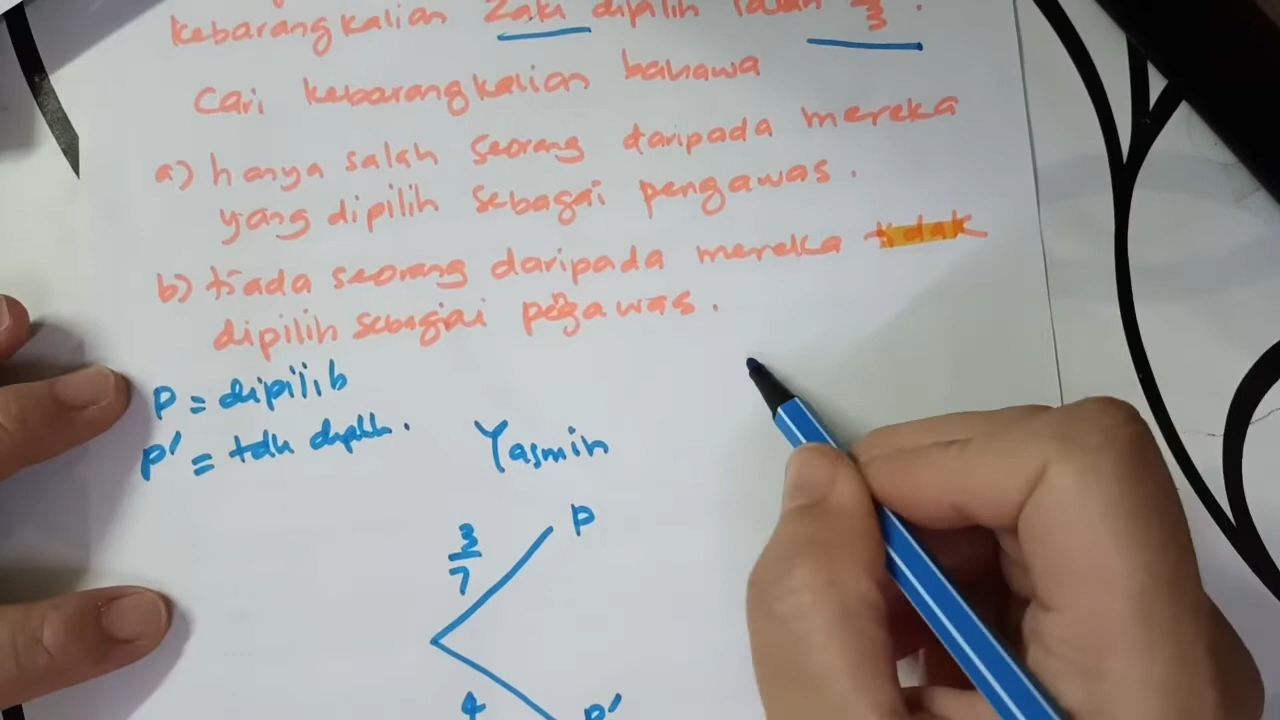 kebarangkalian Zaki dipilih ialah
3 .
Cari kebarangkalian bahawa
a) hanya salah seorang daripada mereka
yang dipilih sebagai pengawas.
b) tiada seorang daripada mereka tidak
dipilih sebagai pegawas.
P = dipilih
P' = tdk dipilih.
Yasmin
3/7 P
4 P'